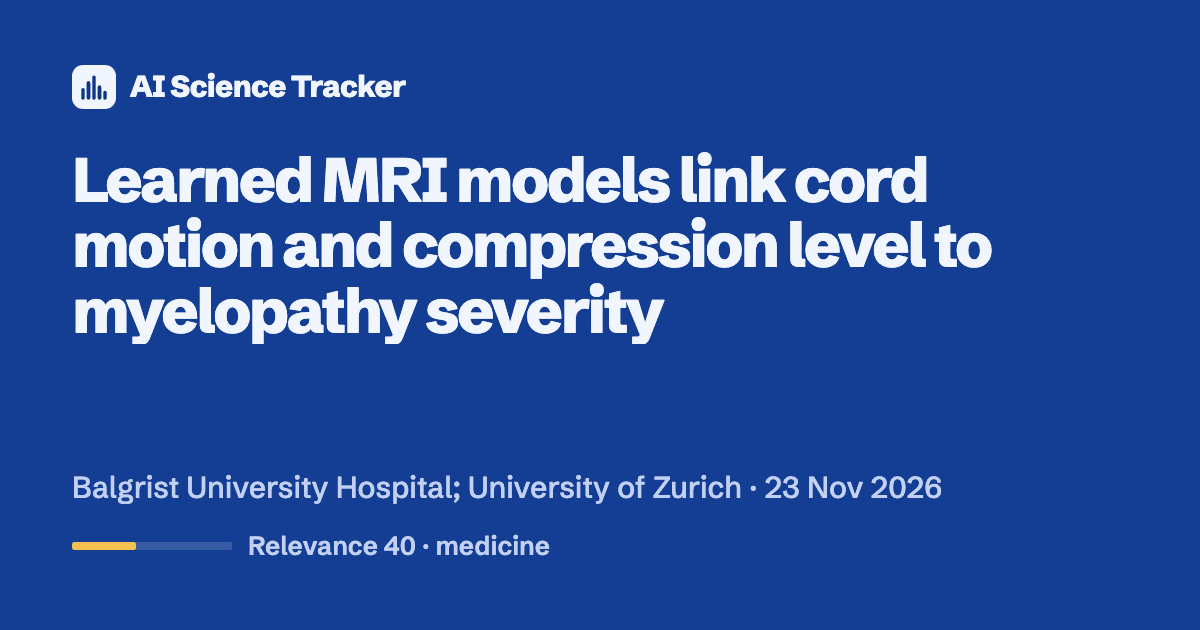 AI Science Tracker
Learned MRI models link cord
motion and compression level to
myelopathy severity
Balgrist University Hospital; University of Zurich · 23 Nov 2026
Relevance 40 · medicine